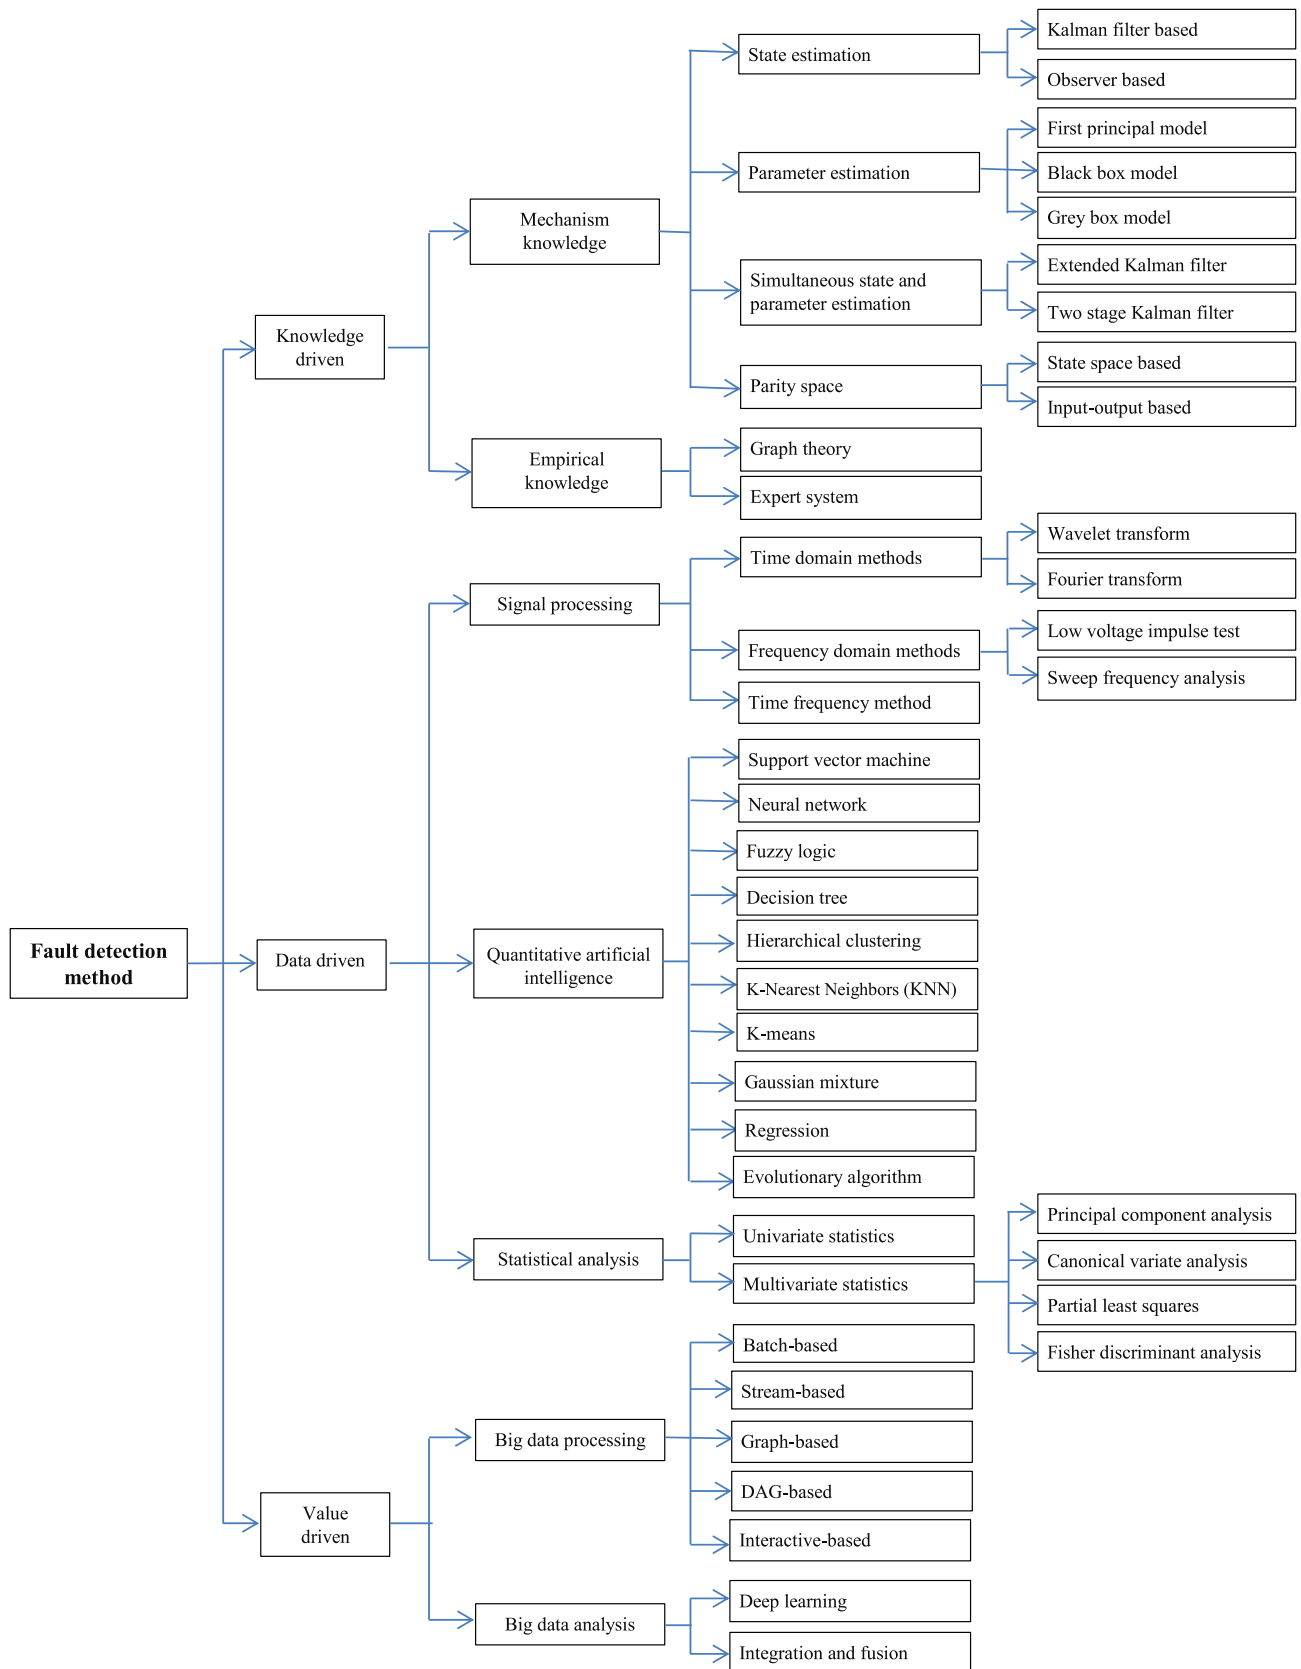 Kalman filter based
State estimation
Observer based
First principal model
Parameter estimation
Black box model
Grey box model
Mechanism
knowledge
Extended Kalman filter
Simultaneous state and
parameter estimation
Two stage Kalman filter
Knowledge
driven
State space based
Parity space
Input-output based
Graph theory
Empirical
knowledge
Expert system
Wavelet transform
Time domain methods
Fourier transform
Signal processing
Low voltage impulse test
Frequency domain methods
Sweep frequency analysis
Time frequency method
Support vector machine
Neural network
Fuzzy logic
Decision tree
Hierarchical clustering
Fault detection
method
Data driven
Quantitative artificial
intelligence
K-Nearest Neighbors (KNN)
K-means
Gaussian mixture
Regression
Evolutionary algorithm
Principal component analysis
Univariate statistics
Statistical analysis
Canonical variate analysis
Multivariate statistics
Partial least squares
Fisher discriminant analysis
Batch-based
Stream-based
Big data processing
Graph-based
DAG-based
Value
driven
Interactive-based
Deep learning
Big data analysis
Integration and fusion